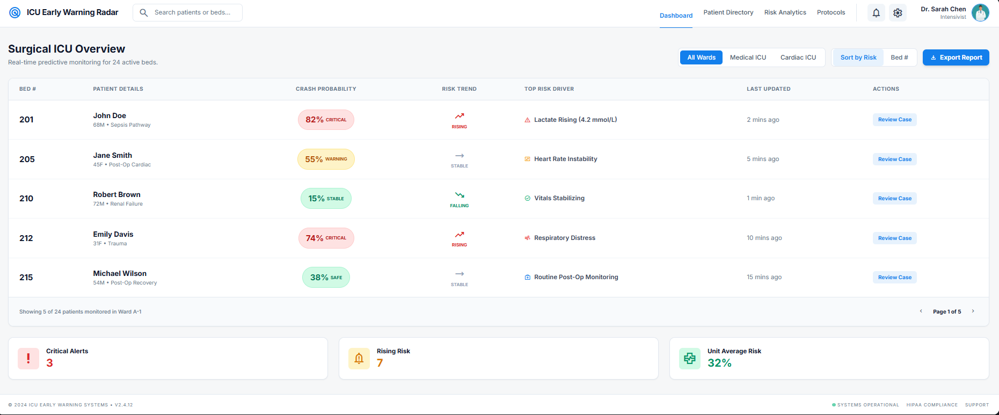 ICU Early Warning Radar
Search patients or beds...
Dashboard
Patient Directory
Risk Analytics
Protocols
Dr. Sarah Chen
Intensivist
Surgical ICU Overview
Real-time predictive monitoring for 24 active beds.
All Wards
Medical ICU
Cardiac ICU
Sort by Risk
Bed #
Export Report
BED # PATIENT DETAILS CRASH PROBABILITY RISK TREND TOP RISK DRIVER LAST UPDATED ACTIONS
201
John Doe
68M • Sepsis Pathway
82% CRITICAL
RISING
Lactate Rising (4.2 mmol/L)
2 mins ago
Review Case
205
Jane Smith
45F • Post-Op Cardiac
55% WARNING
STABLE
Heart Rate Instability
5 mins ago
Review Case
210
Robert Brown
72M • Renal Failure
15% STABLE
FALLING
Vitals Stabilizing
1 min ago
Review Case
212
Emily Davis
31F • Trauma
74% CRITICAL
RISING
Respiratory Distress
10 mins ago
Review Case
215
Michael Wilson
54M • Post-Op Recovery
38% SAFE
STABLE
Routine Post-Op Monitoring
15 mins ago
Review Case
Showing 5 of 24 patients monitored in Ward A-1
Page 1 of 5
Critical Alerts
3
Rising Risk
7
Unit Average Risk
32%
© 2024 ICU EARLY WARNING SYSTEMS • V2.4.12
SYSTEMS OPERATIONAL
HIPAA COMPLIANCE
SUPPORT